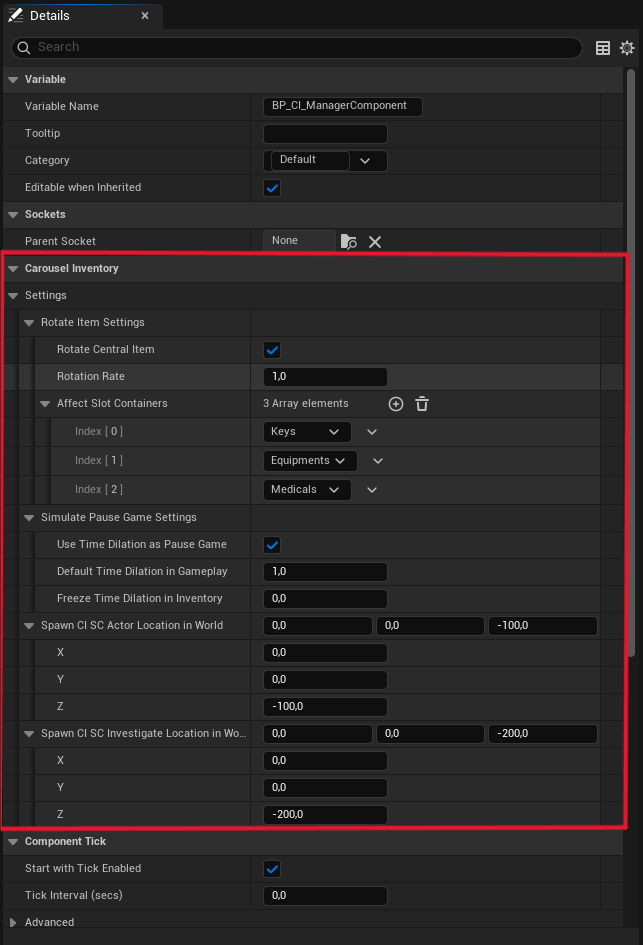 Details
Search
Variable
Variable Name BP_CI_ManagerComponent
Tooltip
Category Default
Editable when Inherited
Sockets
Parent Socket None
Carousel Inventory
Settings
Rotate Item Settings
Rotate Central Item
Rotation Rate 1,0
Affect Slot Containers 3 Array elements
Index [ 0 ] Keys
Index [ 1 ] Equipments
Index [ 2 ] Medicals
Simulate Pause Game Settings
Use Time Dilation as Pause Game
Default Time Dilation in Gameplay 1,0
Freeze Time Dilation in Inventory 0,0
Spawn CI SC Actor Location in World 0,0 0,0 -100,0
X 0,0
Y 0,0
Z -100,0
Spawn CI SC Investigate Location in Wo... 0,0 0,0 -200,0
X 0,0
Y 0,0
Z -200,0
Component Tick
Start with Tick Enabled
Tick Interval (secs) 0,0
Advanced